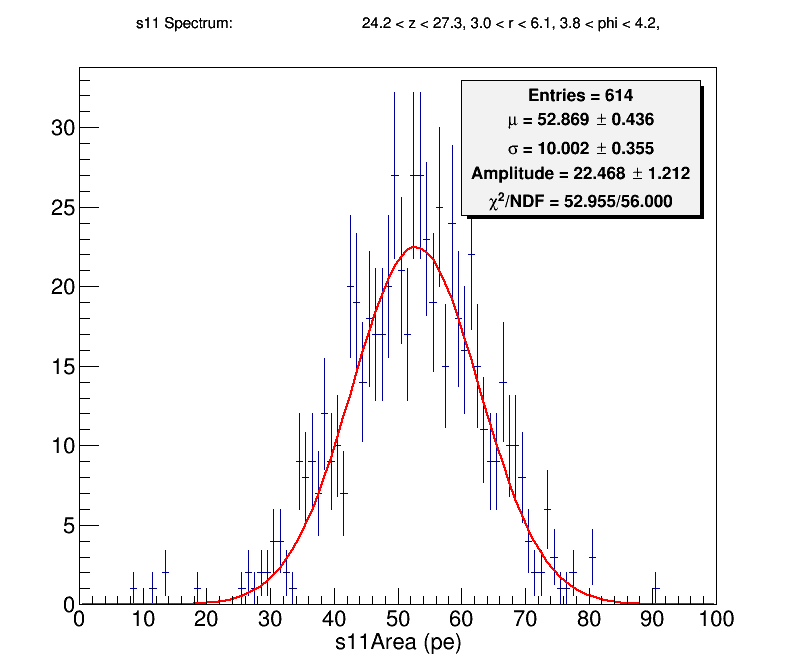 s11 Spectrum: 24.2 < z < 27.3, 3.0 < r < 6.1, 3.8 < phi < 4.2,
Entries = 614
μ = 52.869 ± 0.436
σ = 10.002 ± 0.355
Amplitude = 22.468 ± 1.212
χ²/NDF = 52.955/56.000
30
25
20
15
10
5
0
0 10 20 30 40 50 60 70 80 90 100
s11Area (pe)